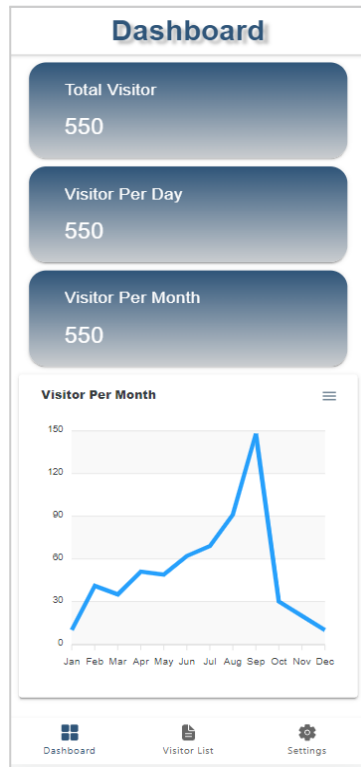 Dashboard
Total Visitor
550
Visitor Per Day
550
Visitor Per Month
550
Visitor Per Month
150
120
90
60
30
0
Jan Feb Mar Apr May Jun Jul Aug Sep Oct Nov Dec
Dashboard Visitor List Settings